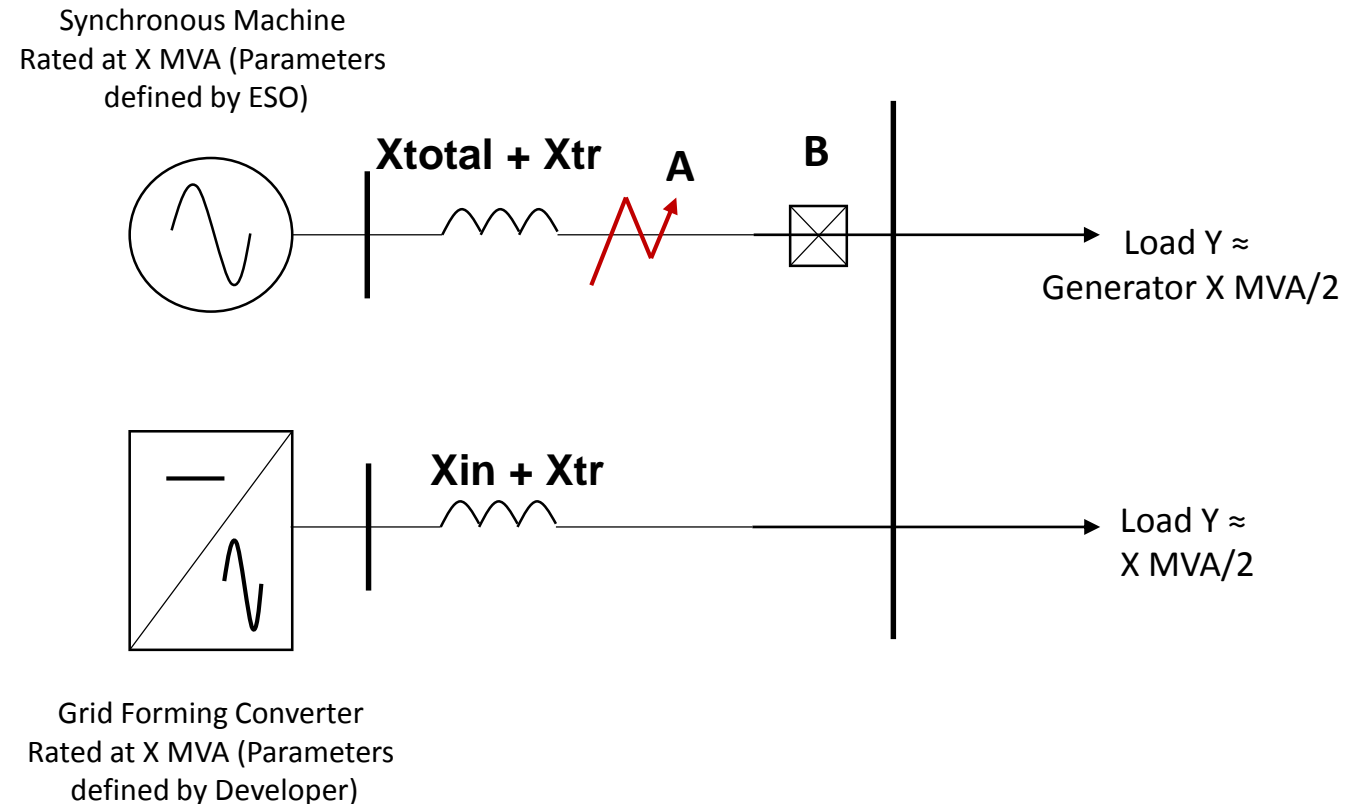 Synchronous Machine
Rated at X MVA (Parameters
defined by ESO)
Xtotal + Xtr
A
B
Load Y ≈
Generator X MVA/2
Xin + Xtr
Load Y ≈
X MVA/2
Grid Forming Converter
Rated at X MVA (Parameters
defined by Developer)